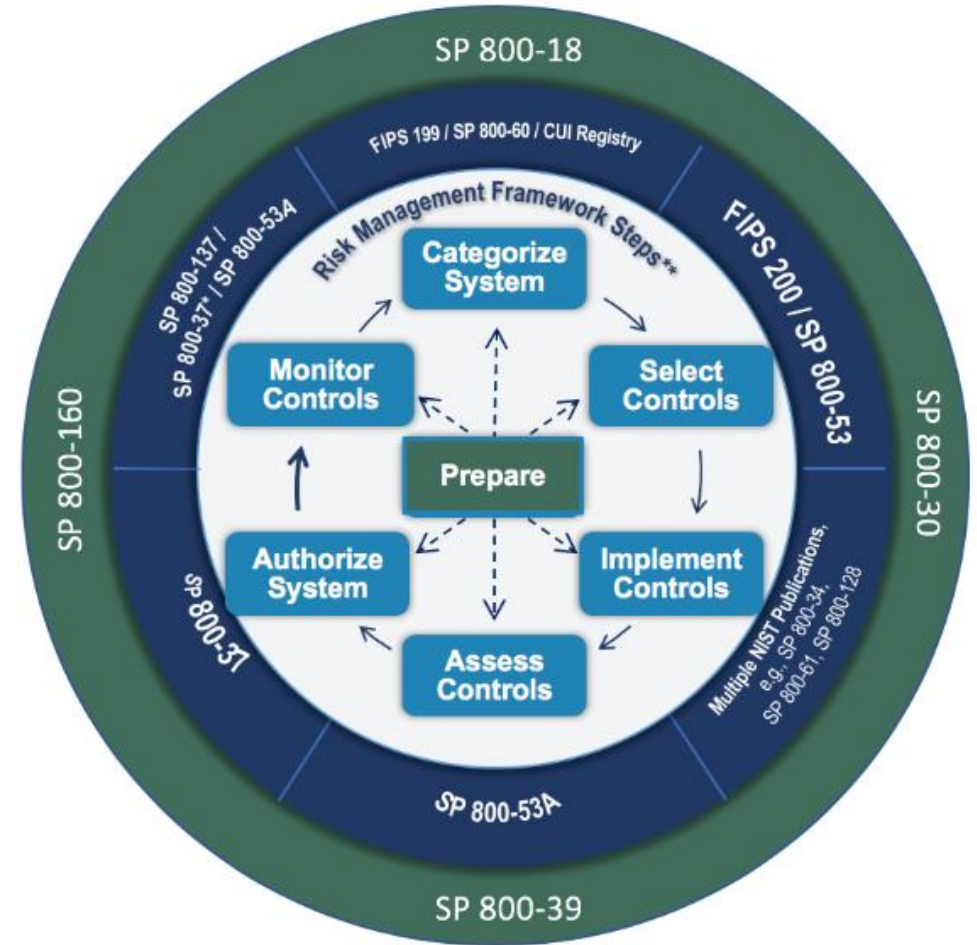 SP 800-18
FIPS 199 / SP 800-60 / CUI Registry
FIPS 200 / SP 800-53
SP 800-30
Multiple NIST Publications,
e.g., SP 800-34,
SP 800-61, SP 800-128
SP 800-53A
SP 800-39
SP 800-37
SP 800-160
SP 800-137 /
SP 800-37* / SP 800-53A
Risk Management Framework Steps**
Categorize
System
Select
Controls
Implement
Controls
Assess
Controls
Authorize
System
Monitor
Controls
Prepare